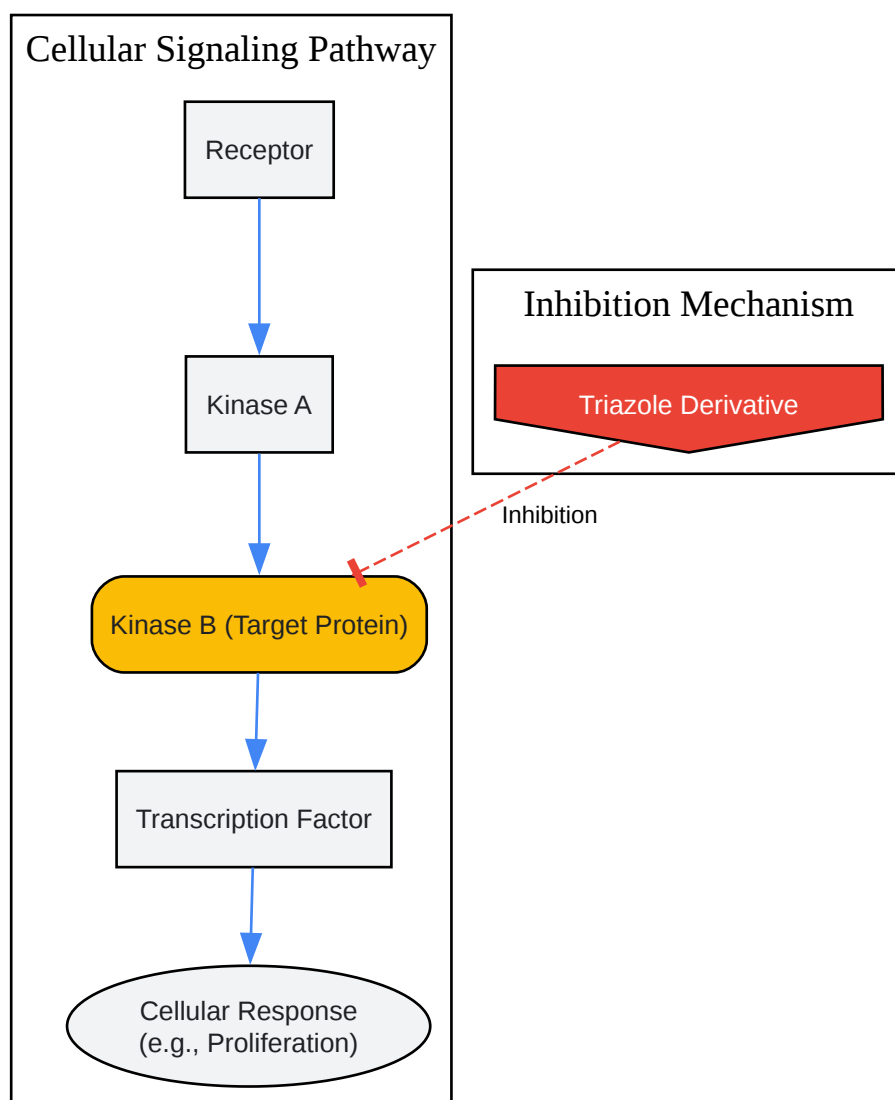 Cellular Signaling Pathway
Receptor
Kinase A
Kinase B (Target Protein)
Transcription Factor
Cellular Response
(e.g., Proliferation)
Inhibition Mechanism
Triazole Derivative
Inhibition